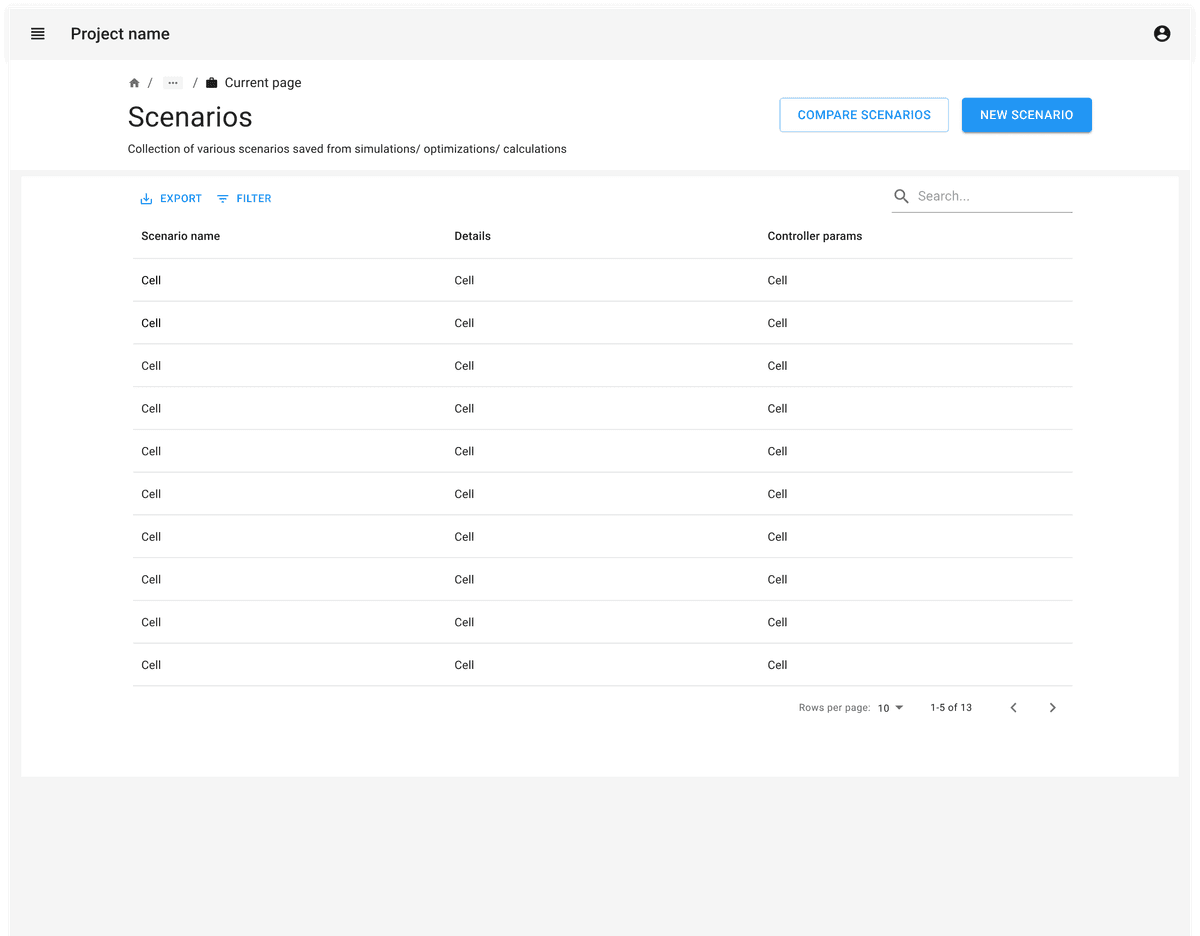 Project name
/ ... / Current page
Scenarios
COMPARE SCENARIOS NEW SCENARIO
Collection of various scenarios saved from simulations/ optimizations/ calculations
EXPORT FILTER Search...
Scenario name Details Controller params
Cell Cell Cell
Cell Cell Cell
Cell Cell Cell
Cell Cell Cell
Cell Cell Cell
Cell Cell Cell
Cell Cell Cell
Cell Cell Cell
Cell Cell Cell
Cell Cell Cell
Rows per page: 10 1-5 of 13